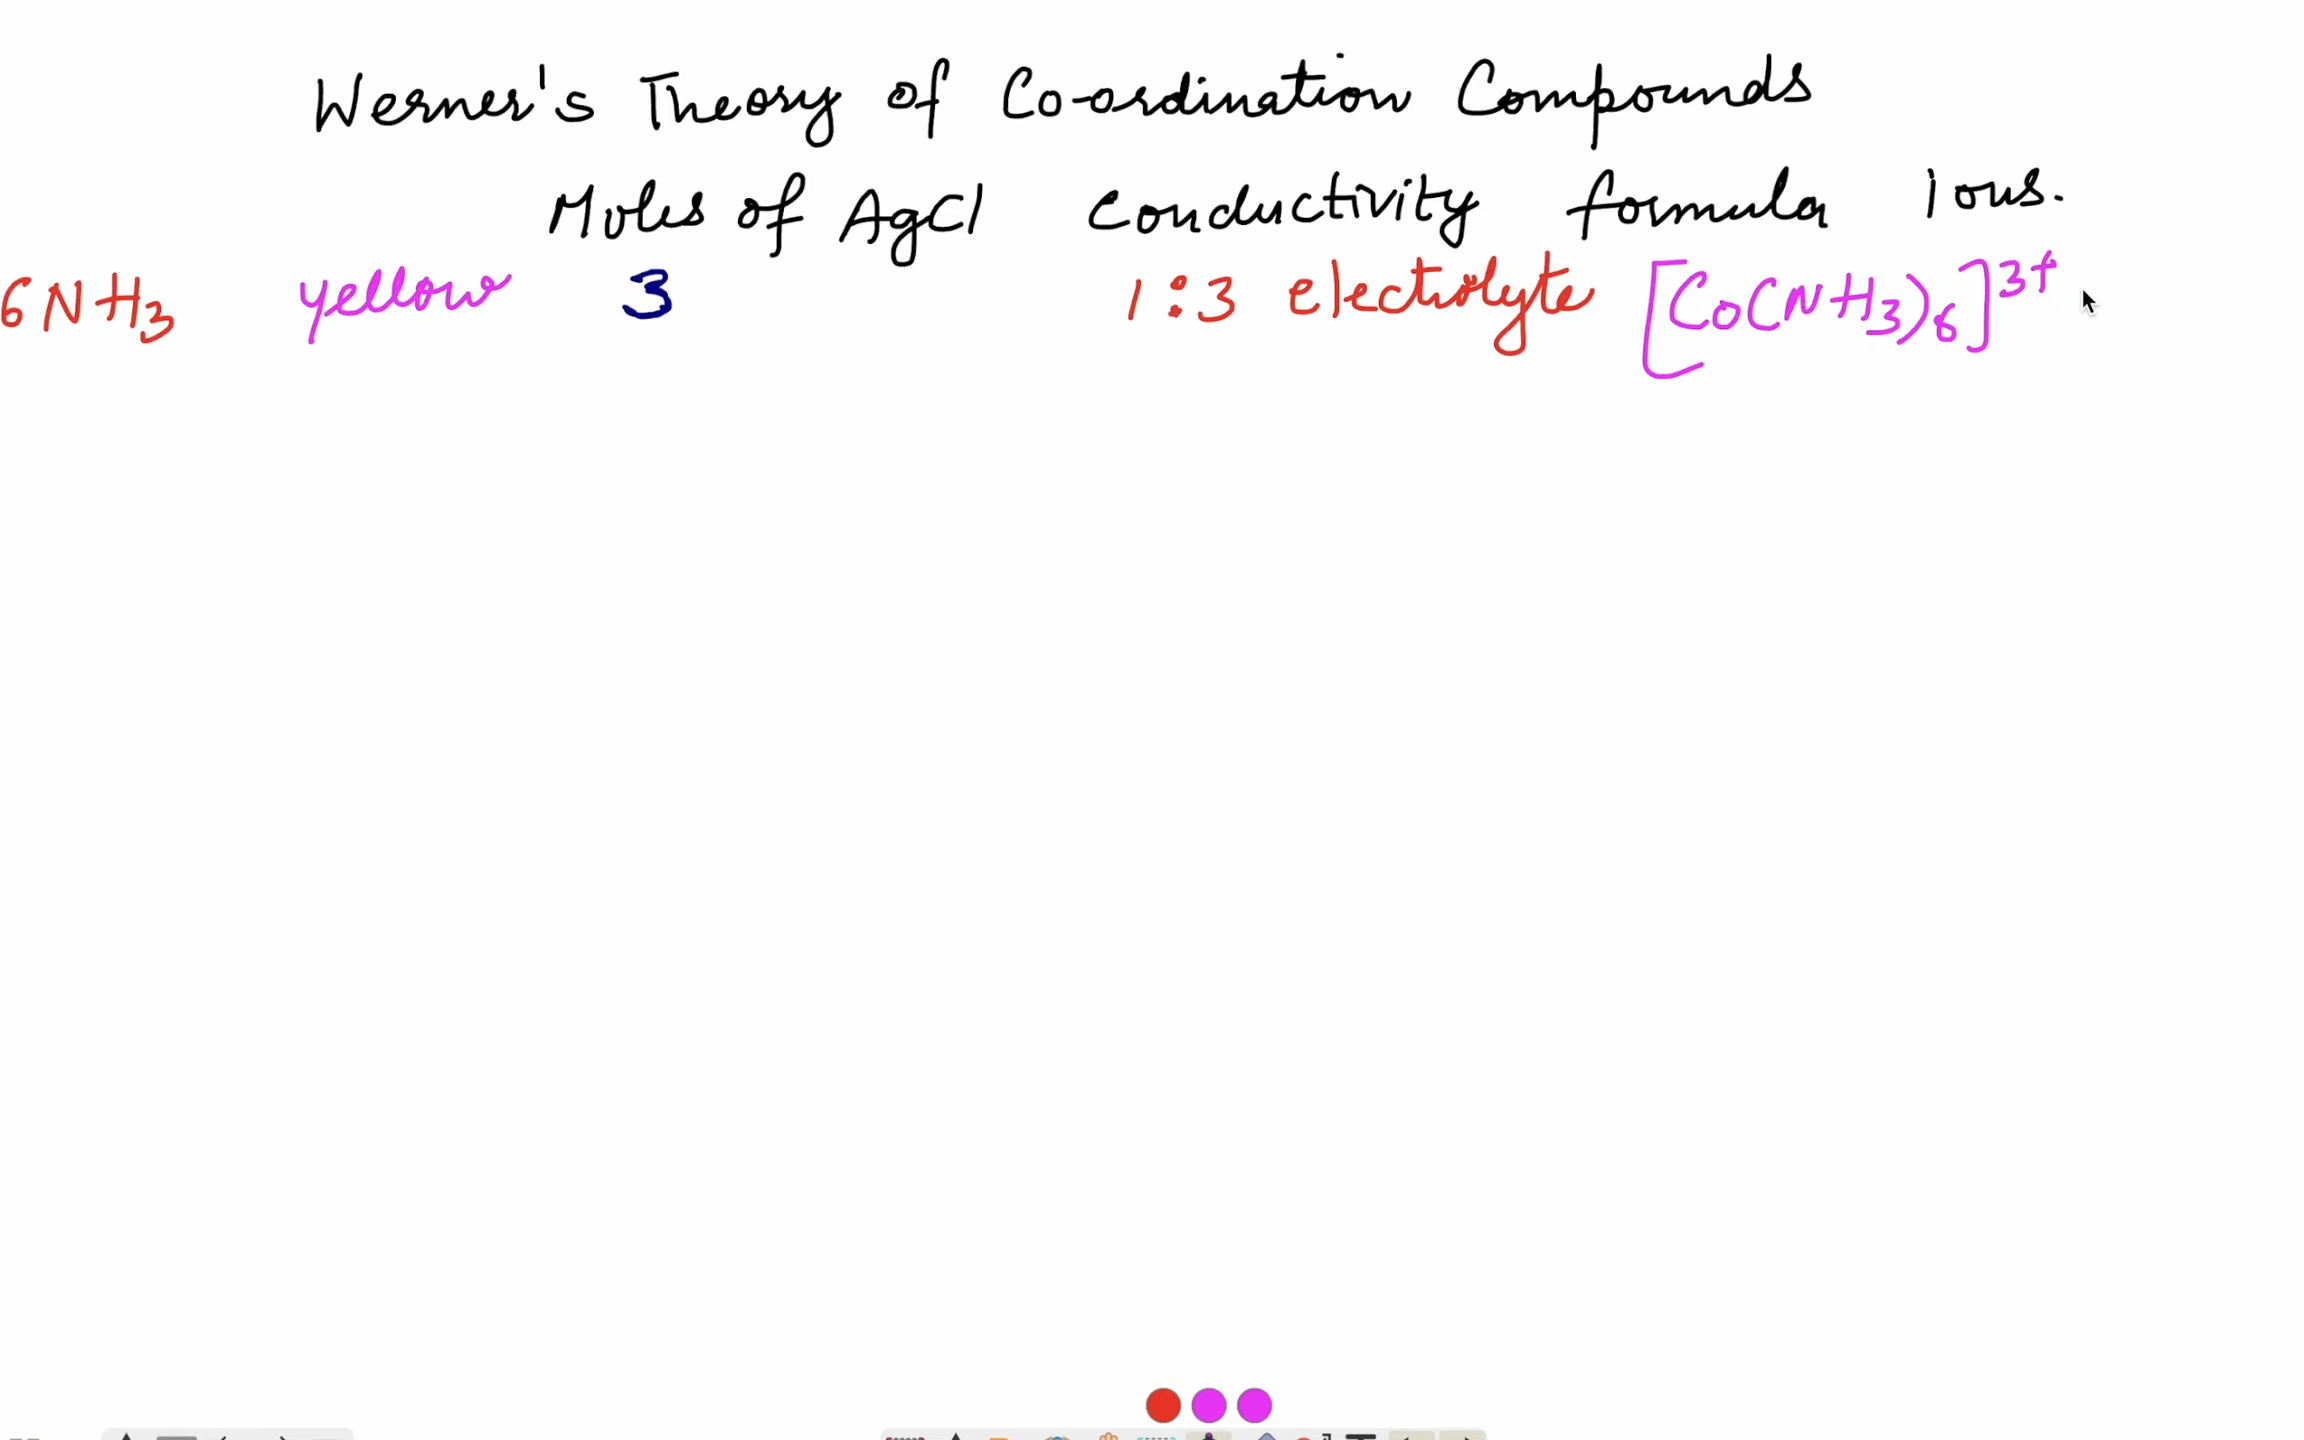 Werner's Theory of Co-ordination Compounds
Moles of AgCl conductivity formula ions.
6NH3 yellow 3 1:3 electrolyte [Co(NH3)6]3+